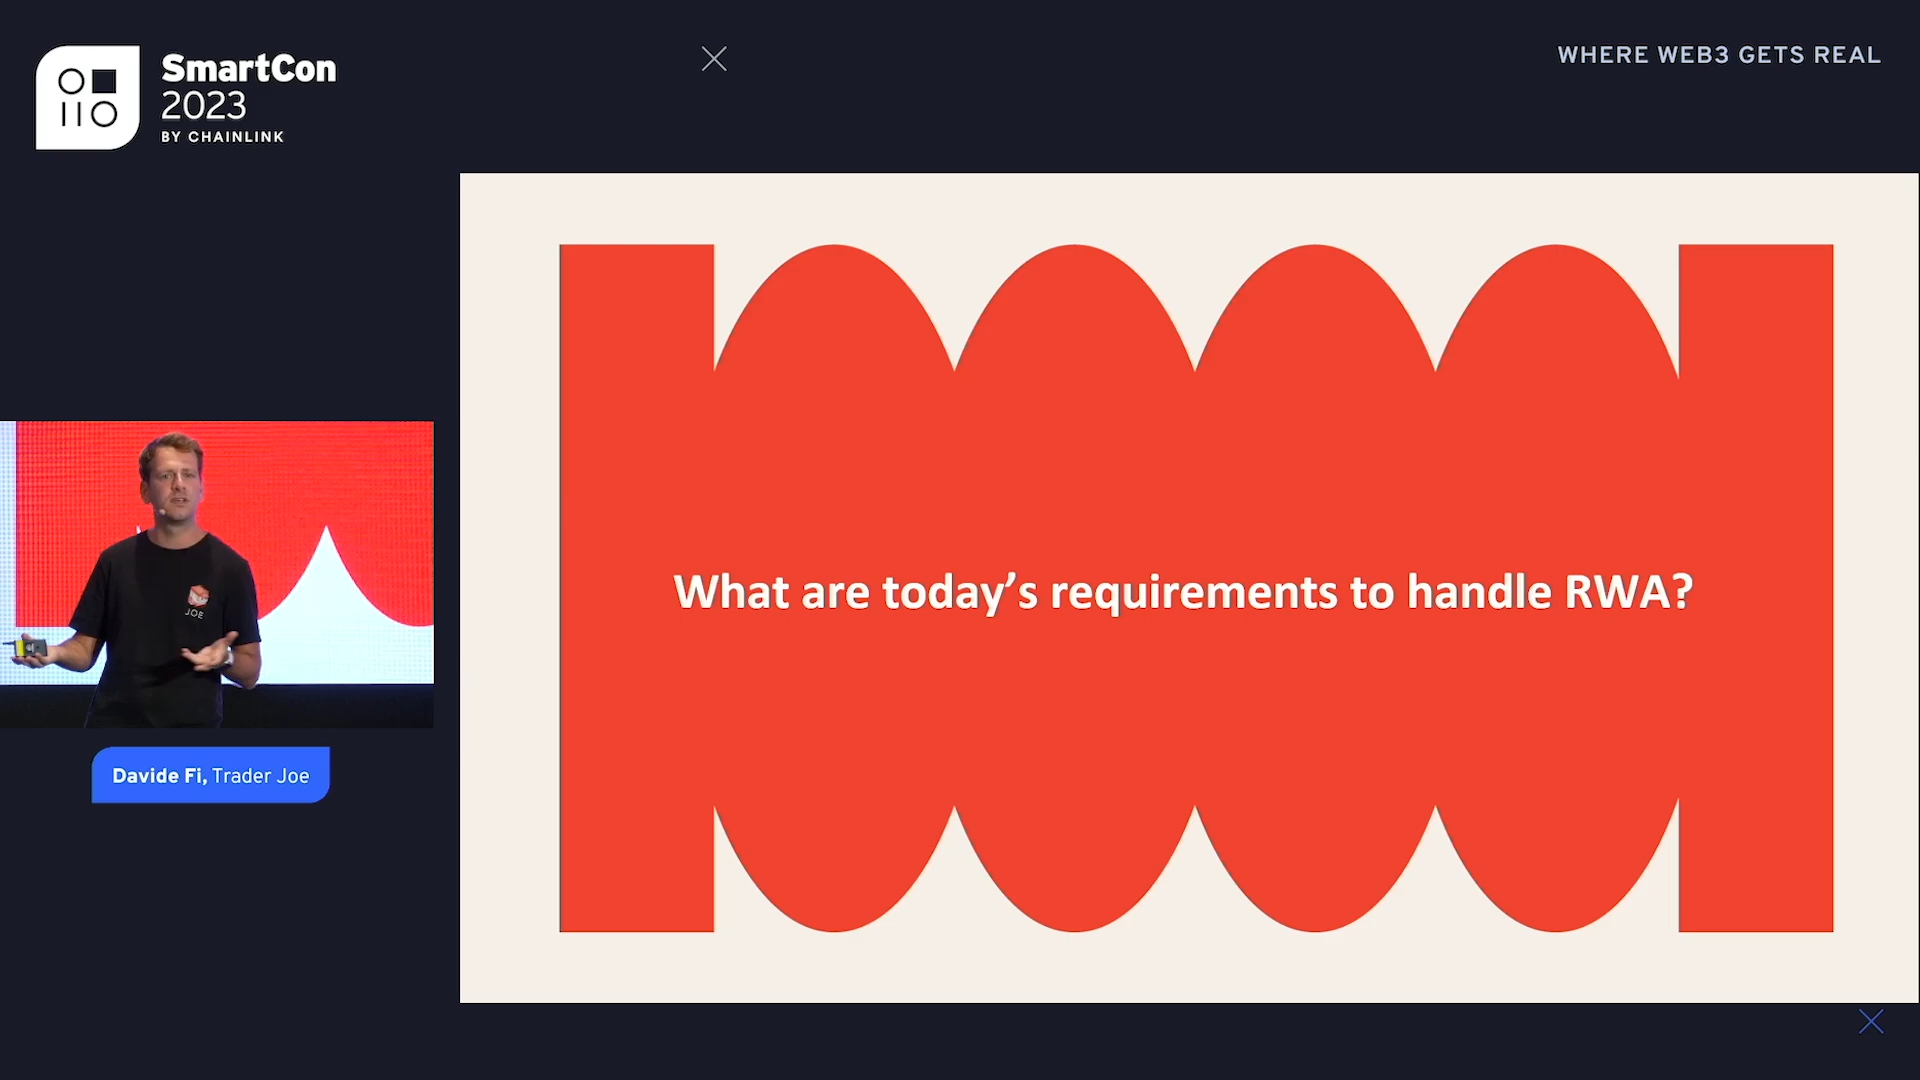 SmartCon
2023
BY CHAINLINK
WHERE WEB3 GETS REAL
What are today’s requirements to handle RWA?
JOE
Davide Fi, Trader Joe